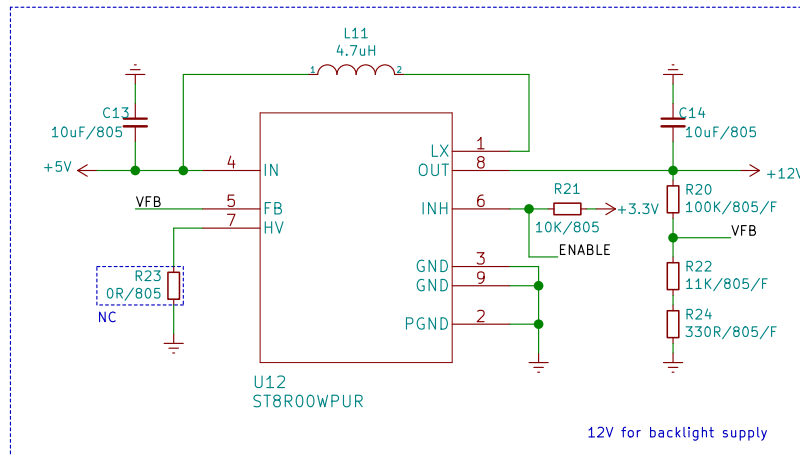 L11
4.7uH
1
2
C13
10uF/805
C14
10uF/805
+5V
4
IN
LX
1
OUT
8
+12V
VFB
5
FB
7
HV
INH
6
R21
10K/805
+3.3V
ENABLE
R20
100K/805/F
VFB
R23
0R/805
NC
GND
3
GND
9
PGND
2
R22
11K/805/F
R24
330R/805/F
U12
ST8R00WPUR
12V for backlight supply